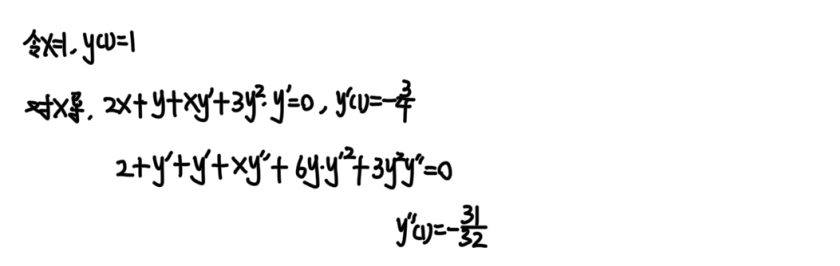 令x=1, y(1)=1
对x导, 2x+y+xy'+3y²·y'=0, y'(1)=-3/4
2+y'+y'+xy''+6y·y'²+3y²y''=0
y''(1)=-31/32